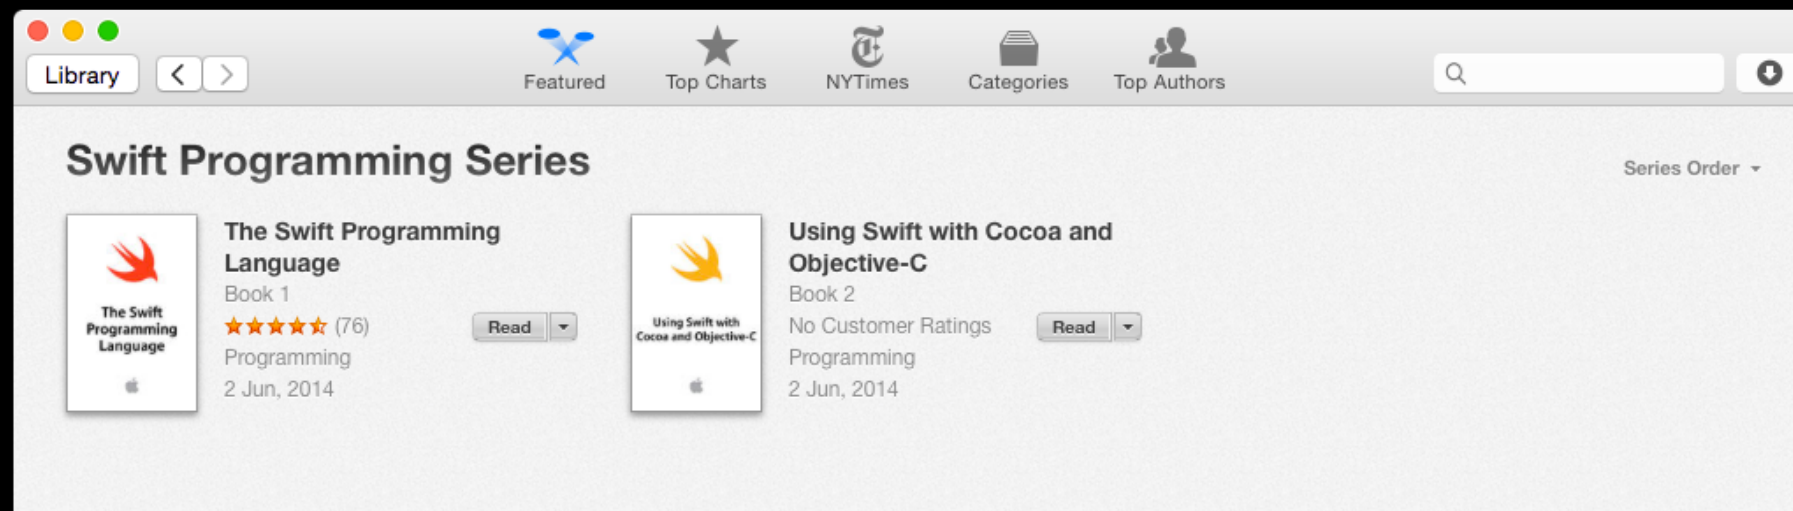 Library
Featured
Top Charts
NYTimes
Categories
Top Authors
Swift Programming Series
Series Order
The Swift
Programming
Language
The Swift Programming
Language
Book 1
(76)
Read
Programming
2 Jun, 2014
Using Swift with
Cocoa and Objective-C
Using Swift with Cocoa and
Objective-C
Book 2
No Customer Ratings
Read
Programming
2 Jun, 2014